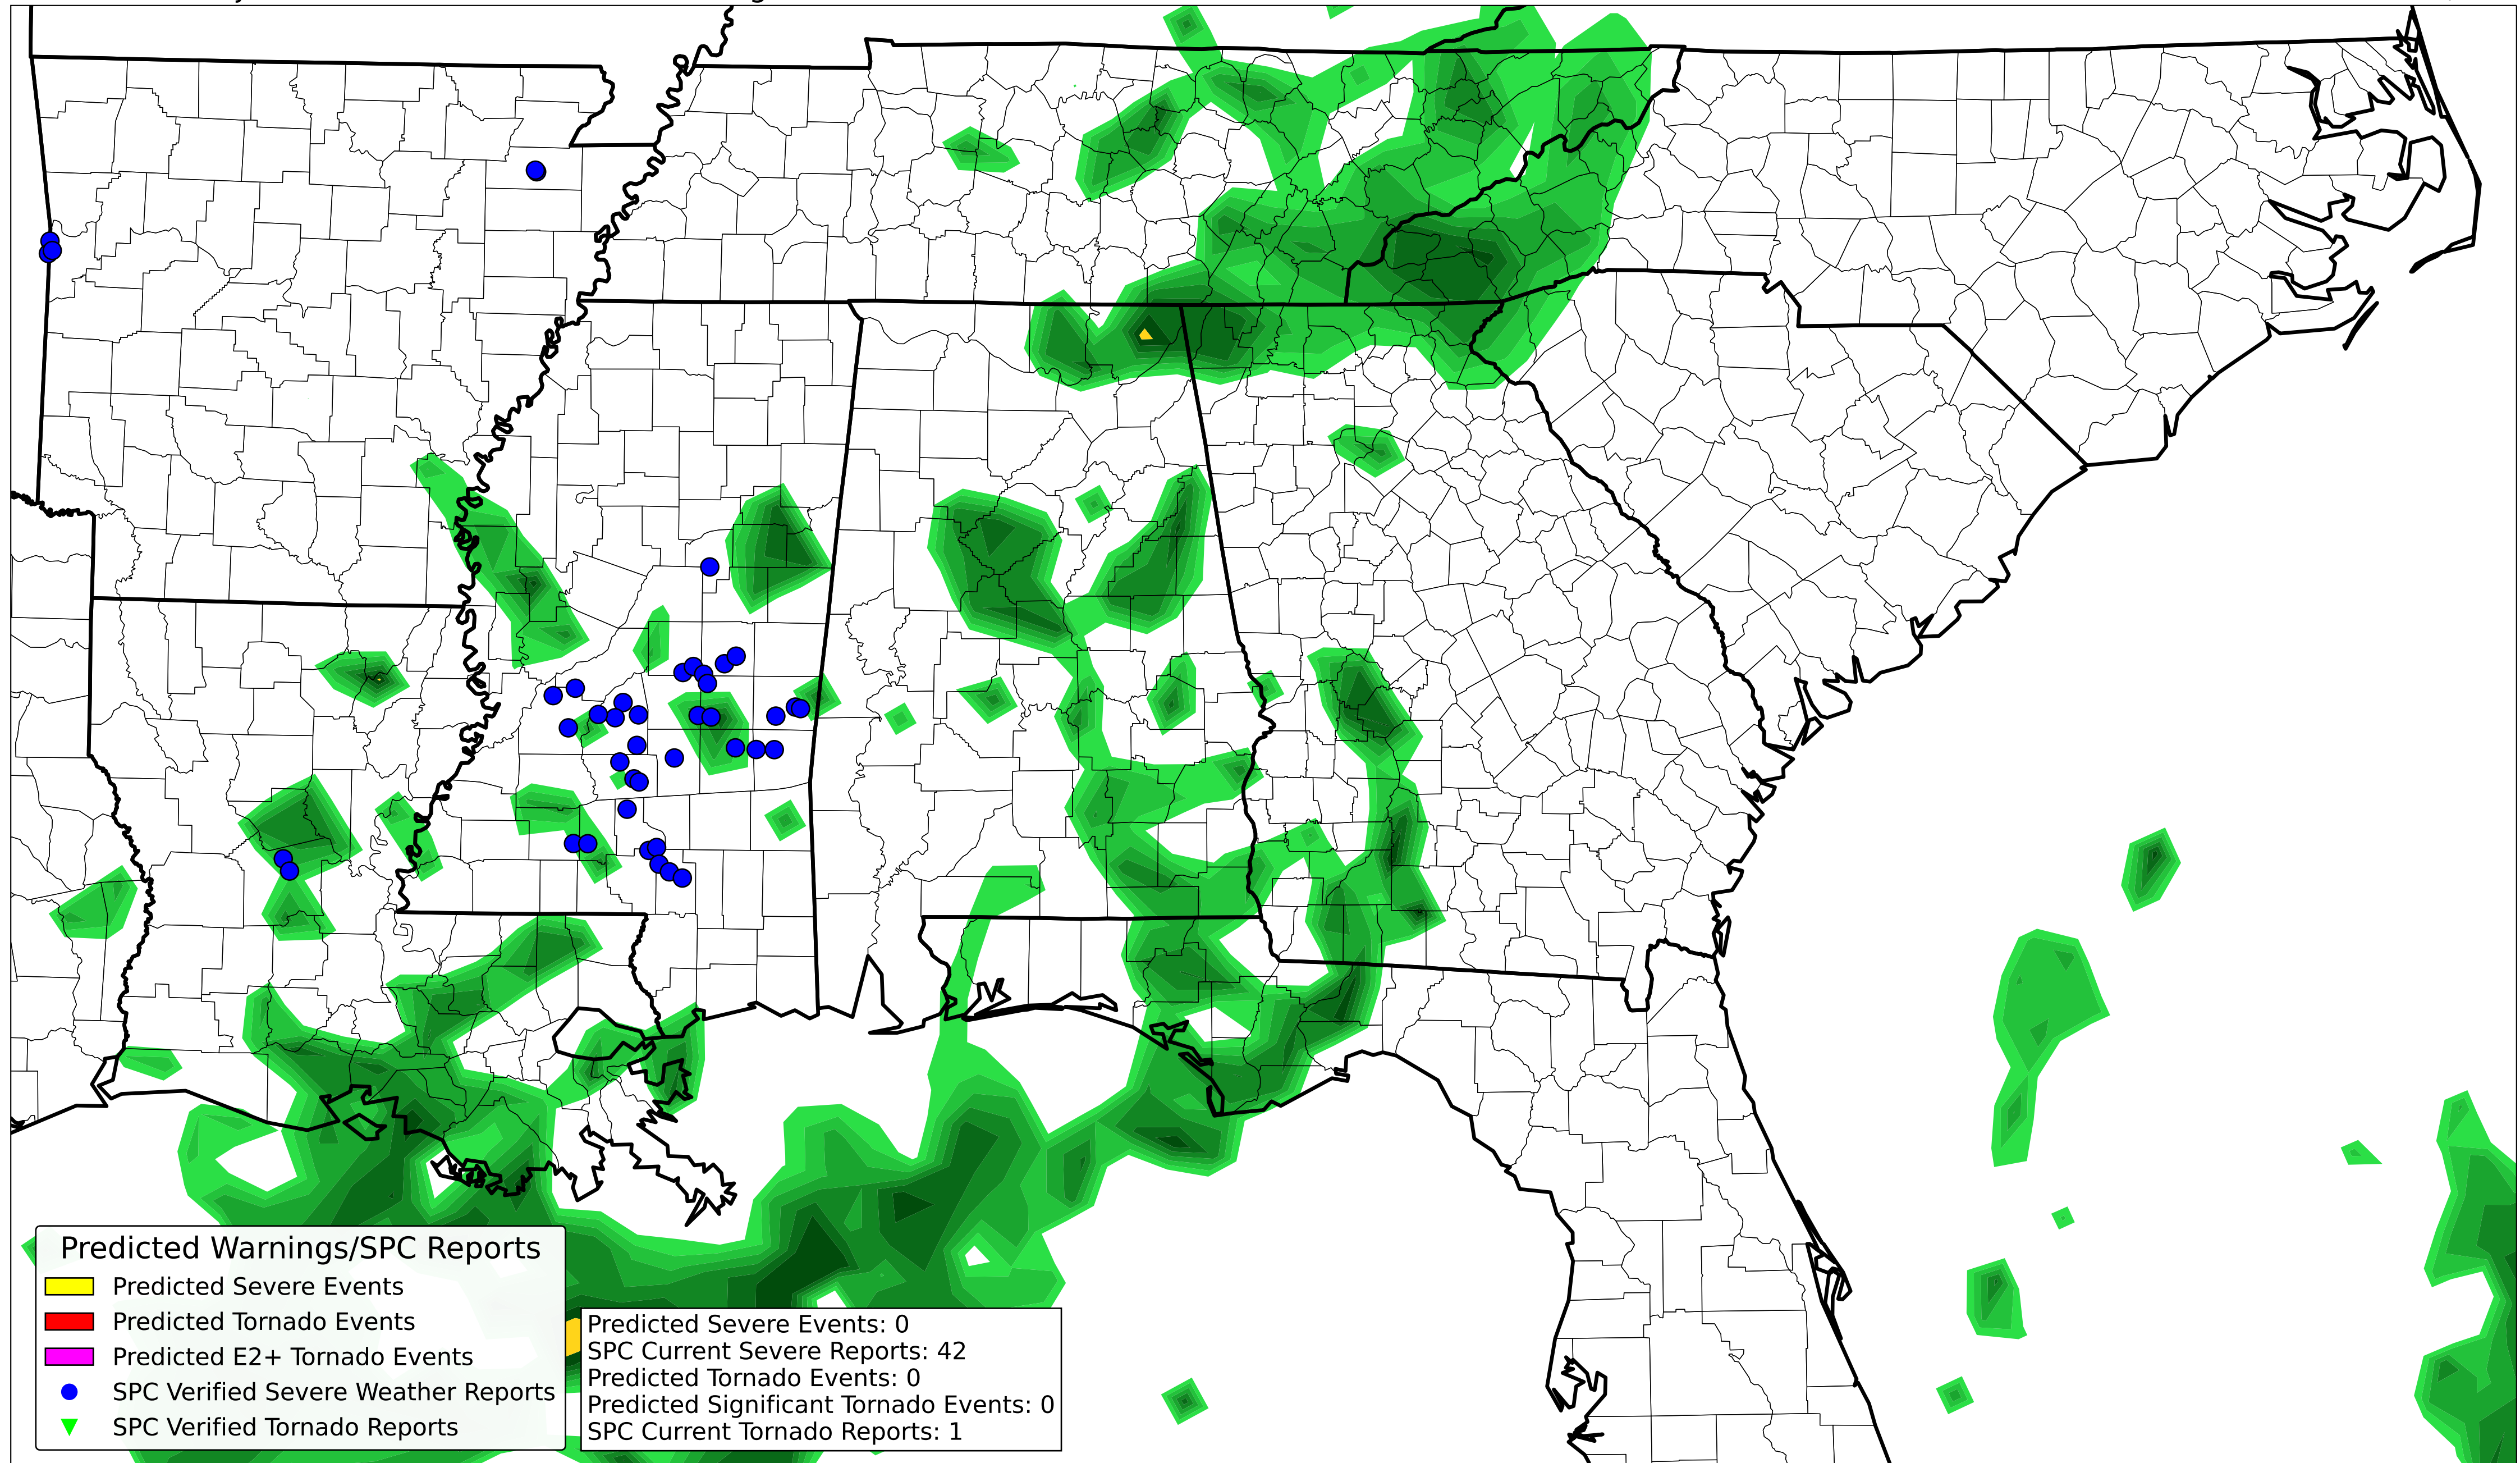 Predicted Warnings/SPC Reports
Predicted Severe Events
Predicted Tornado Events
Predicted E2+ Tornado Events
SPC Verified Severe Weather Reports
SPC Verified Tornado Reports
Predicted Severe Events: 0
SPC Current Severe Reports: 42
Predicted Tornado Events: 0
Predicted Significant Tornado Events: 0
SPC Current Tornado Reports: 1